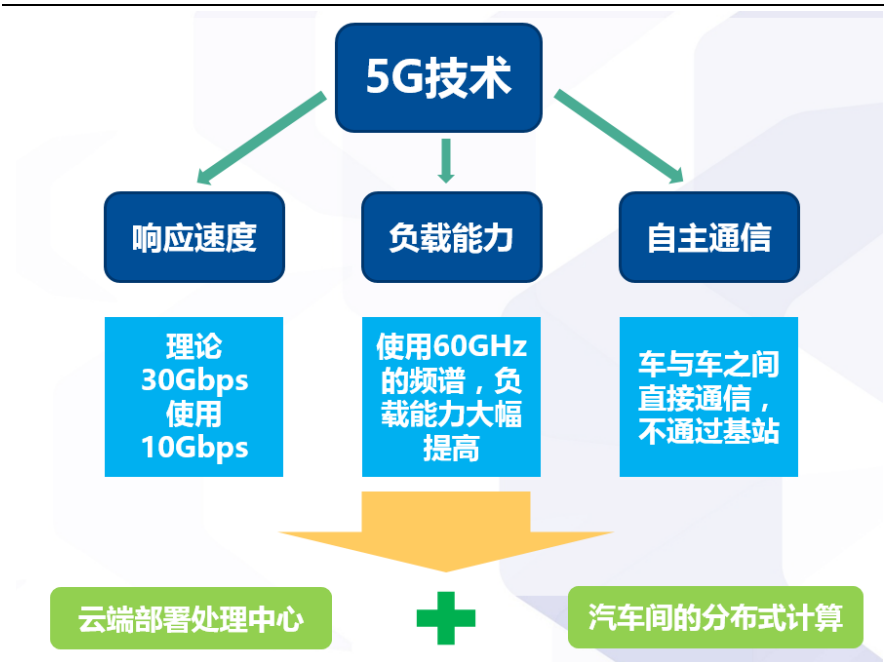 5G技术
响应速度
负载能力
自主通信
理论
30Gbps
使用
10Gbps
使用60GHz
的频谱，负
载能力大幅
提高
车与车之间
直接通信，
不通过基站
云端部署处理中心
汽车间的分布式计算